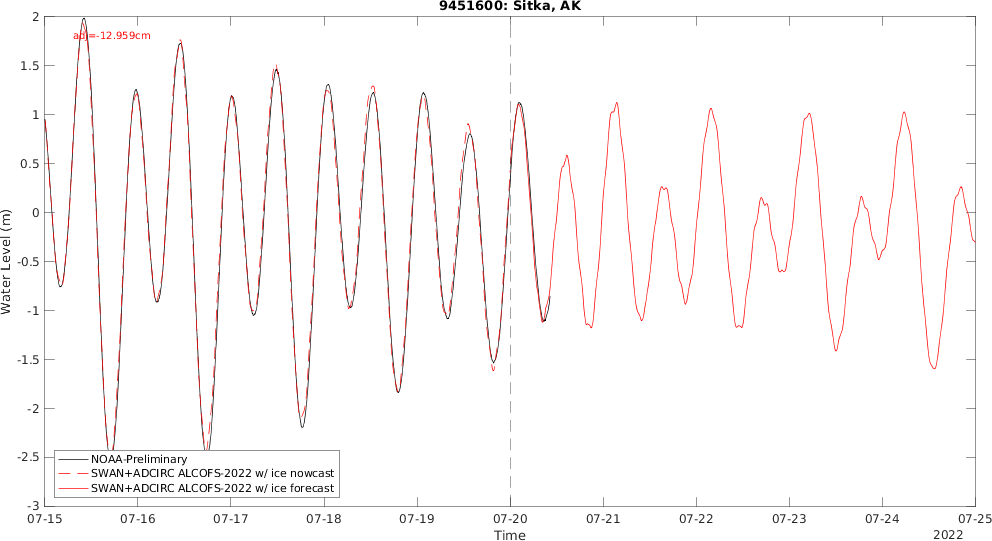 9451600: Sitka, AK
adj=-12.959cm
Water Level (m)
2
1.5
1
0.5
0
-0.5
-1
-1.5
-2
-2.5
-3
NOAA-Preliminary
SWAN+ADCIRC ALCOFS-2022 w/ ice nowcast
SWAN+ADCIRC ALCOFS-2022 w/ ice forecast
07-15 07-16 07-17 07-18 07-19 07-20 07-21 07-22 07-23 07-24 07-25
Time
2022